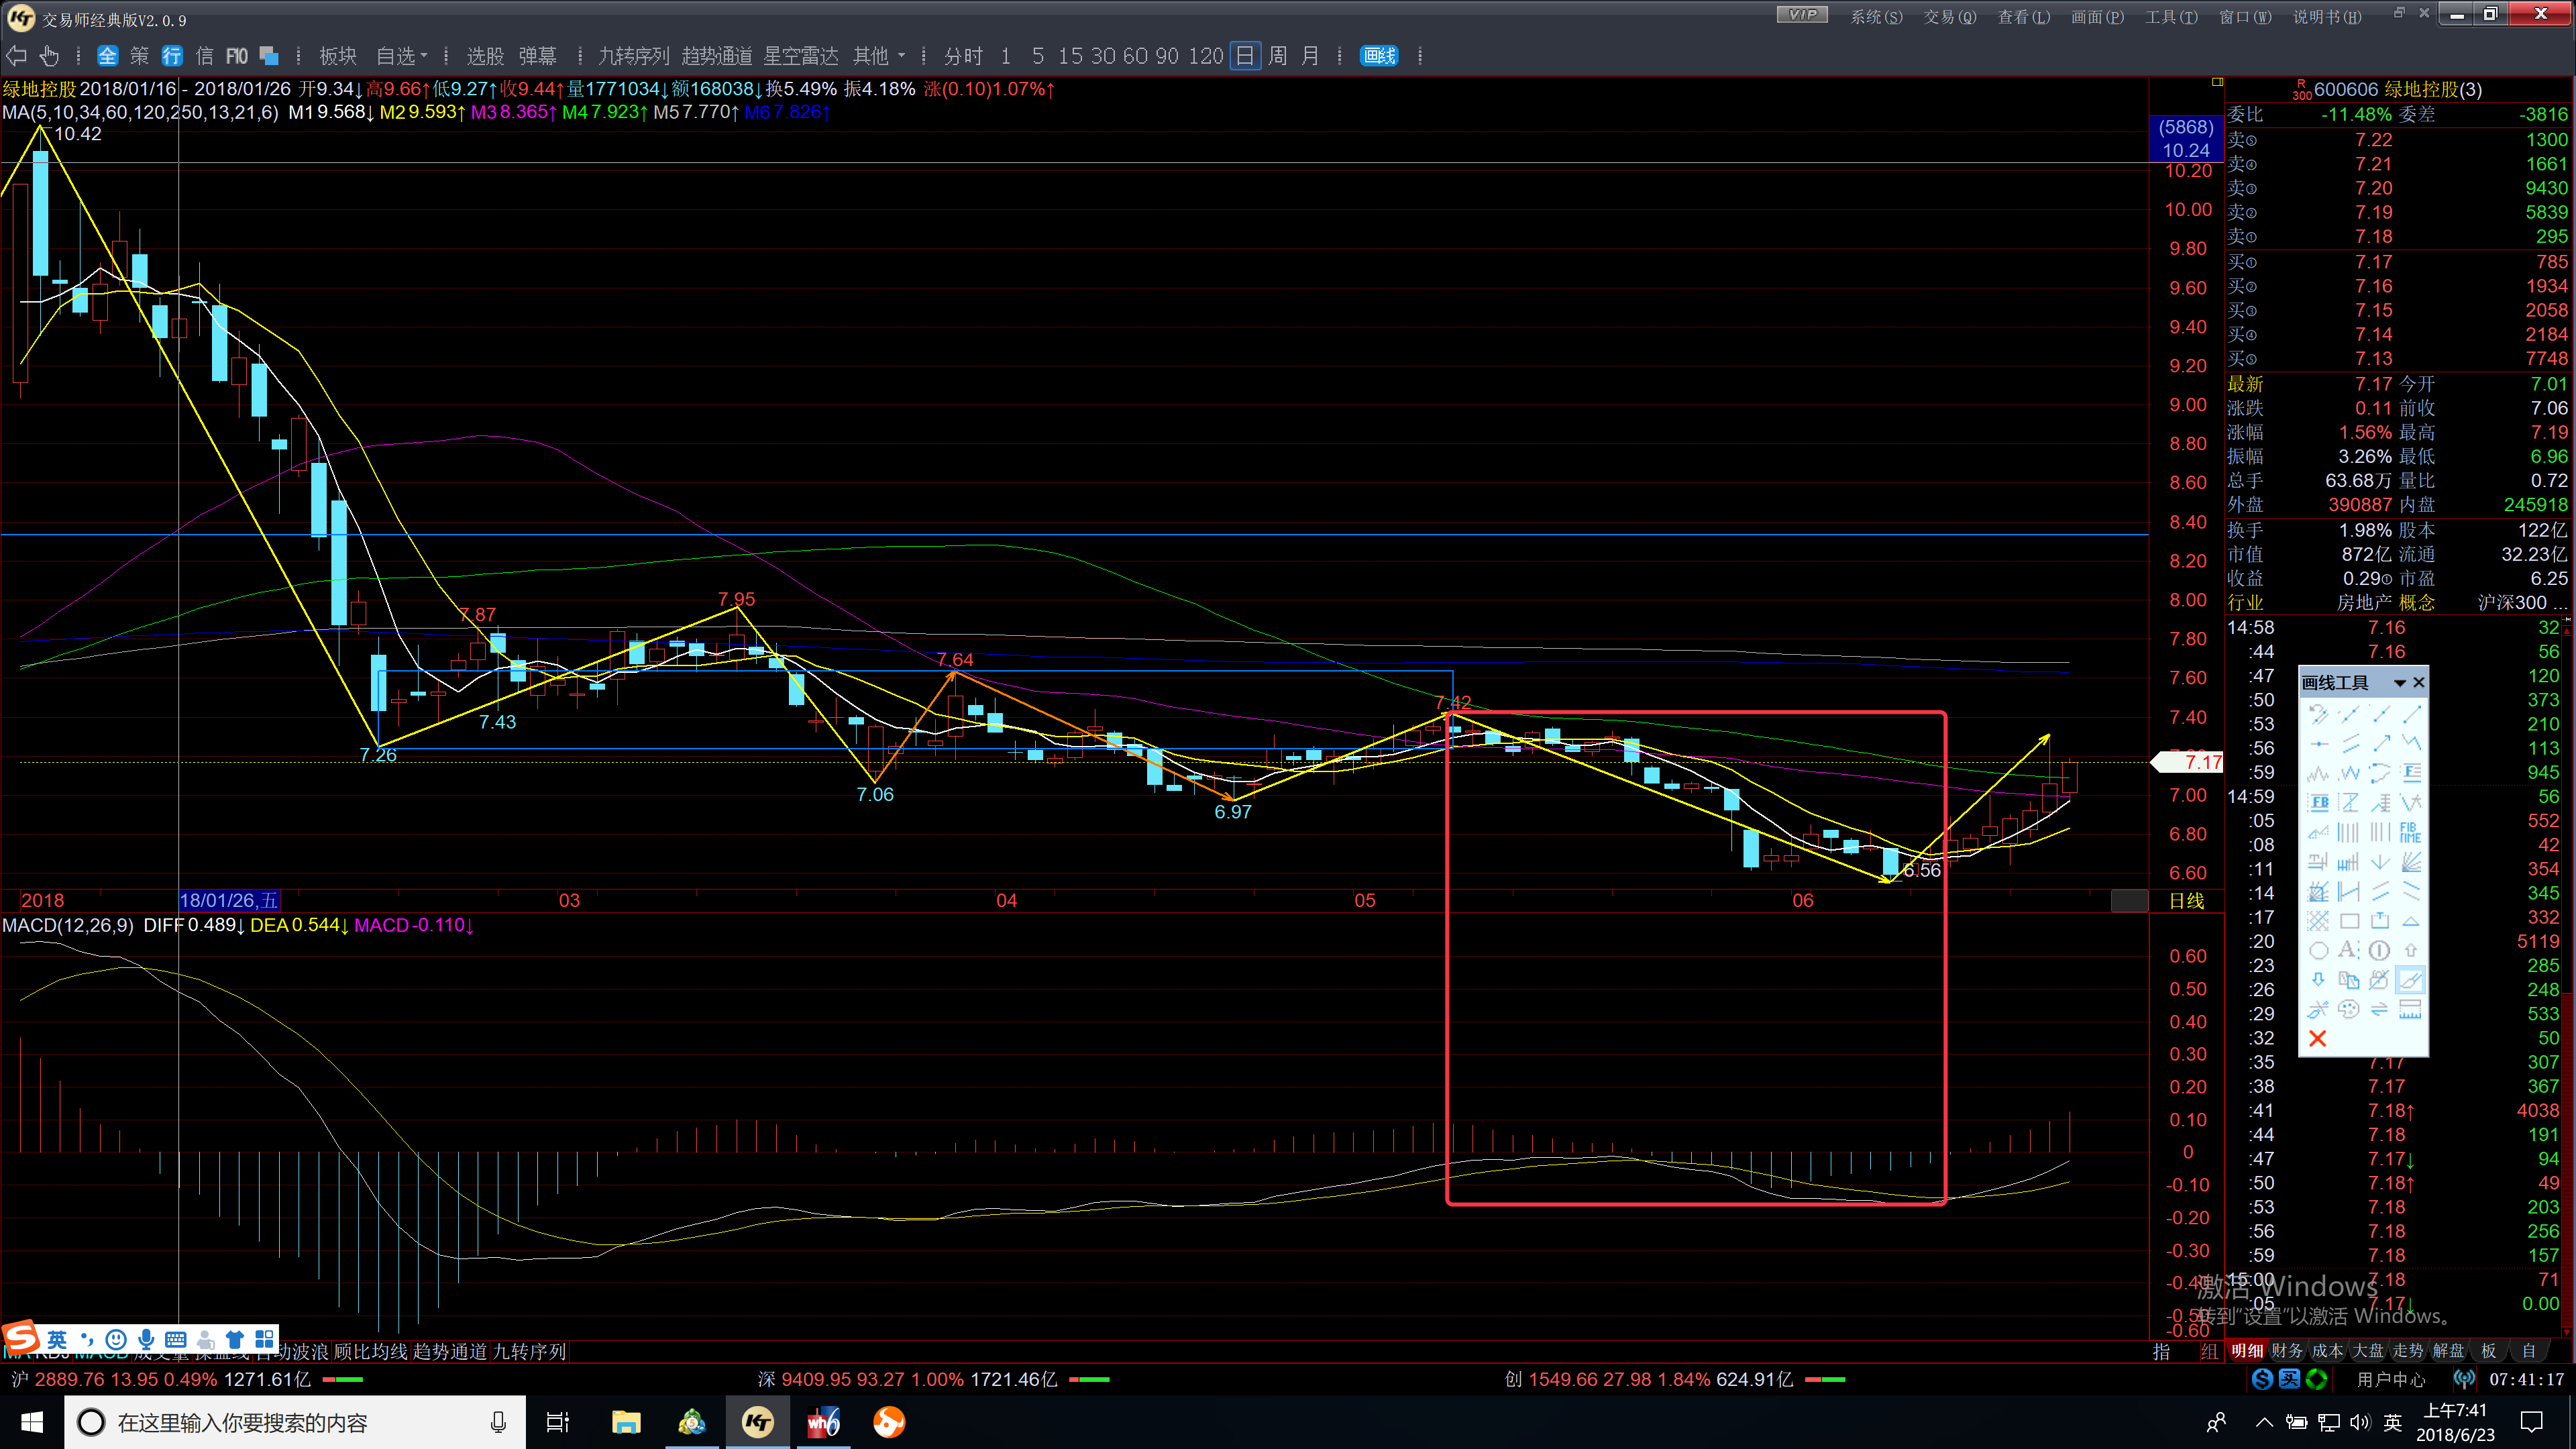 交易师经典版V2.0.9
VIP 系统(S) 交易(Q) 查看(L) 画面(P) 工具(T) 窗口(W) 说明书(H)
全 策 行 信 F10 板块 自选 选股 弹幕 九转序列 趋势通道 星空雷达 其他 分时 1 5 15 30 60 90 120 日 周 月 画线
绿地控股 2018/01/16 - 2018/01/26 开9.34↓高9.66↑低9.27↑收9.44↑量1771034↓额168038↓换5.49% 振4.18% 涨(0.10)1.07%↑
MA(5,10,34,60,120,250,13,21,6) M1 9.568↓ M2 9.593↑ M3 8.365↑ M4 7.923↑ M5 7.770↑ M6 7.826↑
10.42
7.87
7.95
7.64
7.42
7.43
7.26
7.06
6.97
6.56
(5868)
10.24
10.20
10.00
9.80
9.60
9.40
9.20
9.00
8.80
8.60
8.40
8.20
8.00
7.80
7.60
7.40
7.17
7.00
6.80
6.60
2018 18/01/26,五 03 04 05 06 日线
MACD(12,26,9) DIFF 0.489↓ DEA 0.544↓ MACD -0.110↓
0.60
0.50
0.40
0.30
0.20
0.10
0
-0.10
-0.20
-0.30
-0.40
-0.50
-0.60
R 300 600606 绿地控股(3)
委比 -11.48% 委差 -3816
卖⑤ 7.22 1300
卖④ 7.21 1661
卖③ 7.20 9430
卖② 7.19 5839
卖① 7.18 295
买① 7.17 785
买② 7.16 1934
买③ 7.15 2058
买④ 7.14 2184
买⑤ 7.13 7748
最新 7.17 今开 7.01
涨跌 0.11 前收 7.06
涨幅 1.56% 最高 7.19
振幅 3.26% 最低 6.96
总手 63.68万 量比 0.72
外盘 390887 内盘 245918
换手 1.98% 股本 122亿
市值 872亿 流通 32.23亿
收益 0.29① 市盈 6.25
行业 房地产 概念 沪深300 ...
14:58 7.16 32
:44 7.16 56
:47 120
:50 373
:53 210
:56 113
:59 945
14:59 56
:05 552
:08 42
:11 354
:14 345
:17 332
:20 5119
:23 285
:26 248
:29 533
:32 50
:35 7.17 307
:38 7.17 367
:41 7.18↑ 4038
:44 7.18 191
:47 7.17↓ 94
:50 7.18↑ 49
:53 7.18 203
:56 7.18 256
:59 7.18 157
15:00 7.18 71
:05 7.17↓ 0.00
画线工具
F
FB
FIB TIME
A
激活 Windows
转到“设置”以激活 Windows。
英
MA KDJ MACD 成交量 操盘线 自动波浪 顾比均线 趋势通道 九转序列
指 组 明细 财务 成本 大盘 走势 解盘 板 自
沪 2889.76 13.95 0.49% 1271.61亿 深 9409.95 93.27 1.00% 1721.46亿 创 1549.66 27.98 1.84% 624.91亿 买 用户中心 07:41:17
在这里输入你要搜索的内容
KT
wh6
英
上午7:41
2018/6/23